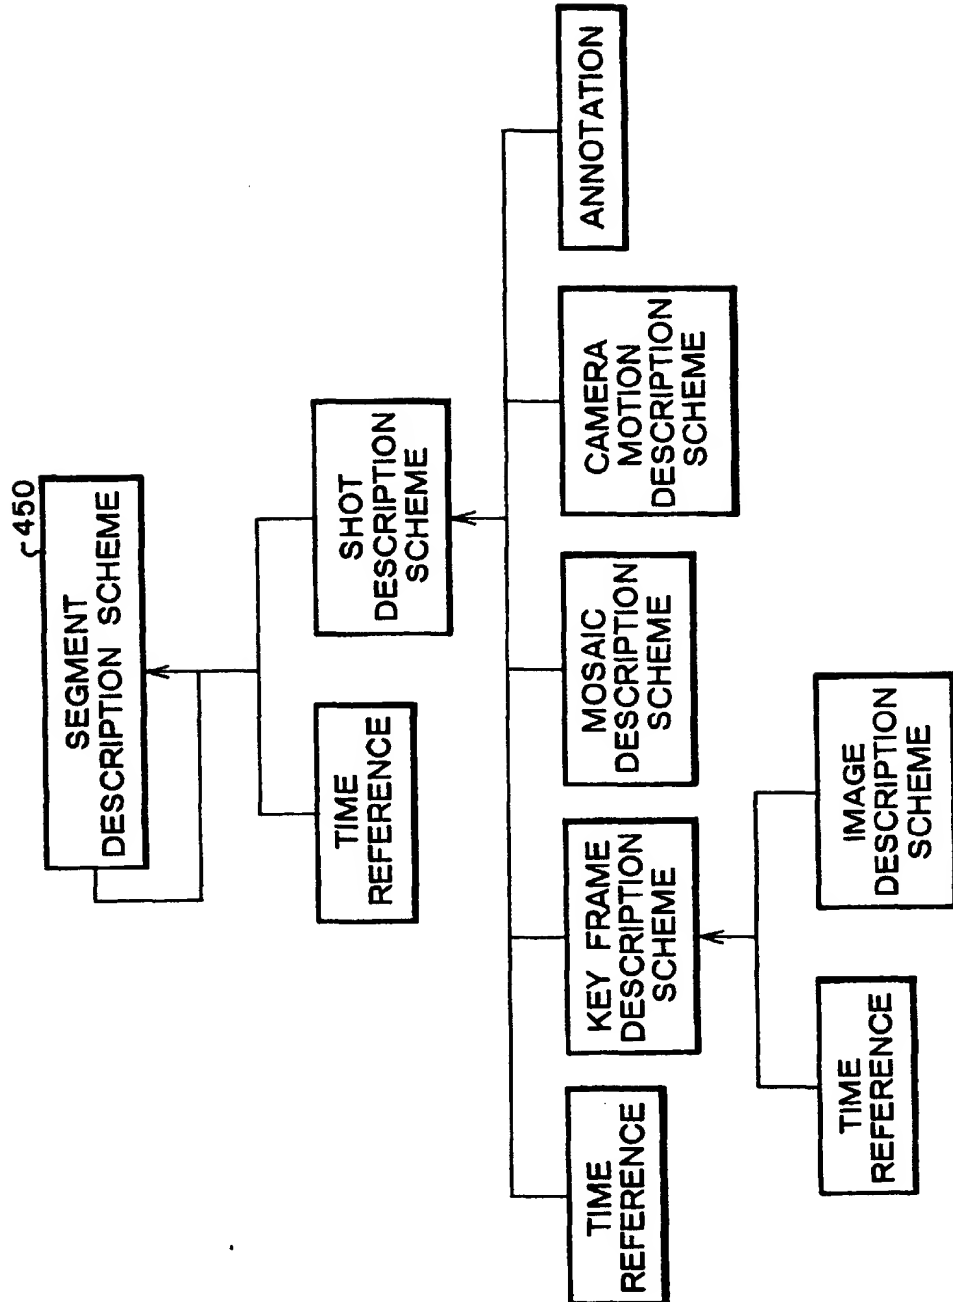 450
SEGMENT
DESCRIPTION SCHEME
TIME
REFERENCE
SHOT
DESCRIPTION
SCHEME
TIME
REFERENCE
KEY FRAME
DESCRIPTION
SCHEME
MOSAIC
DESCRIPTION
SCHEME
CAMERA
MOTION
DESCRIPTION
SCHEME
ANNOTATION
TIME
REFERENCE
IMAGE
DESCRIPTION
SCHEME